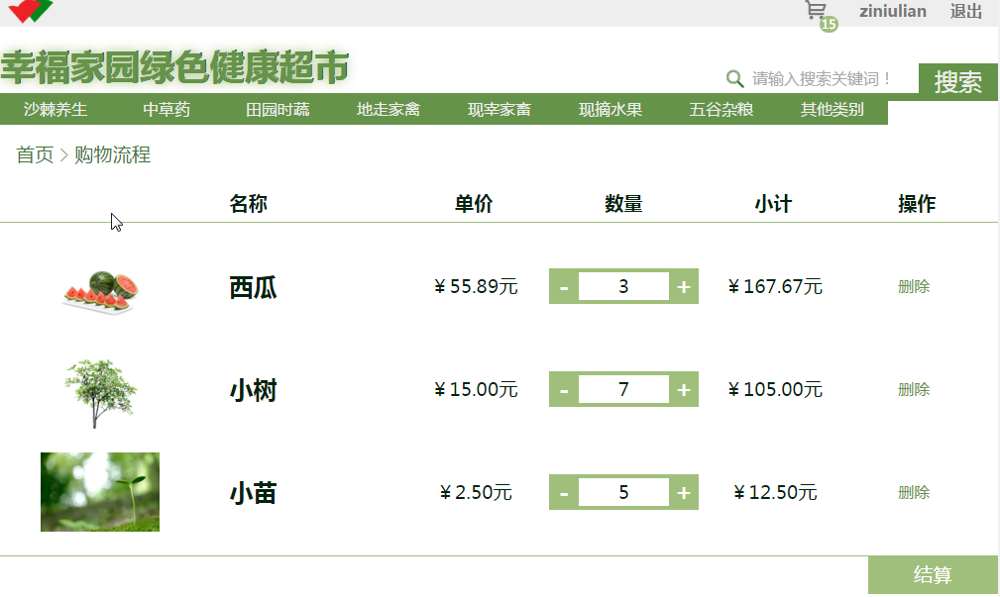 15 ziniulian 退出
幸福家园绿色健康超市
请输入搜索关键词！ 搜索
沙棘养生 中草药 田园时蔬 地走家禽 现宰家畜 现摘水果 五谷杂粮 其他类别
首页 > 购物流程
名称 单价 数量 小计 操作
西瓜 ￥55.89元 - 3 + ￥167.67元 删除
小树 ￥15.00元 - 7 + ￥105.00元 删除
小苗 ￥2.50元 - 5 + ￥12.50元 删除
结算